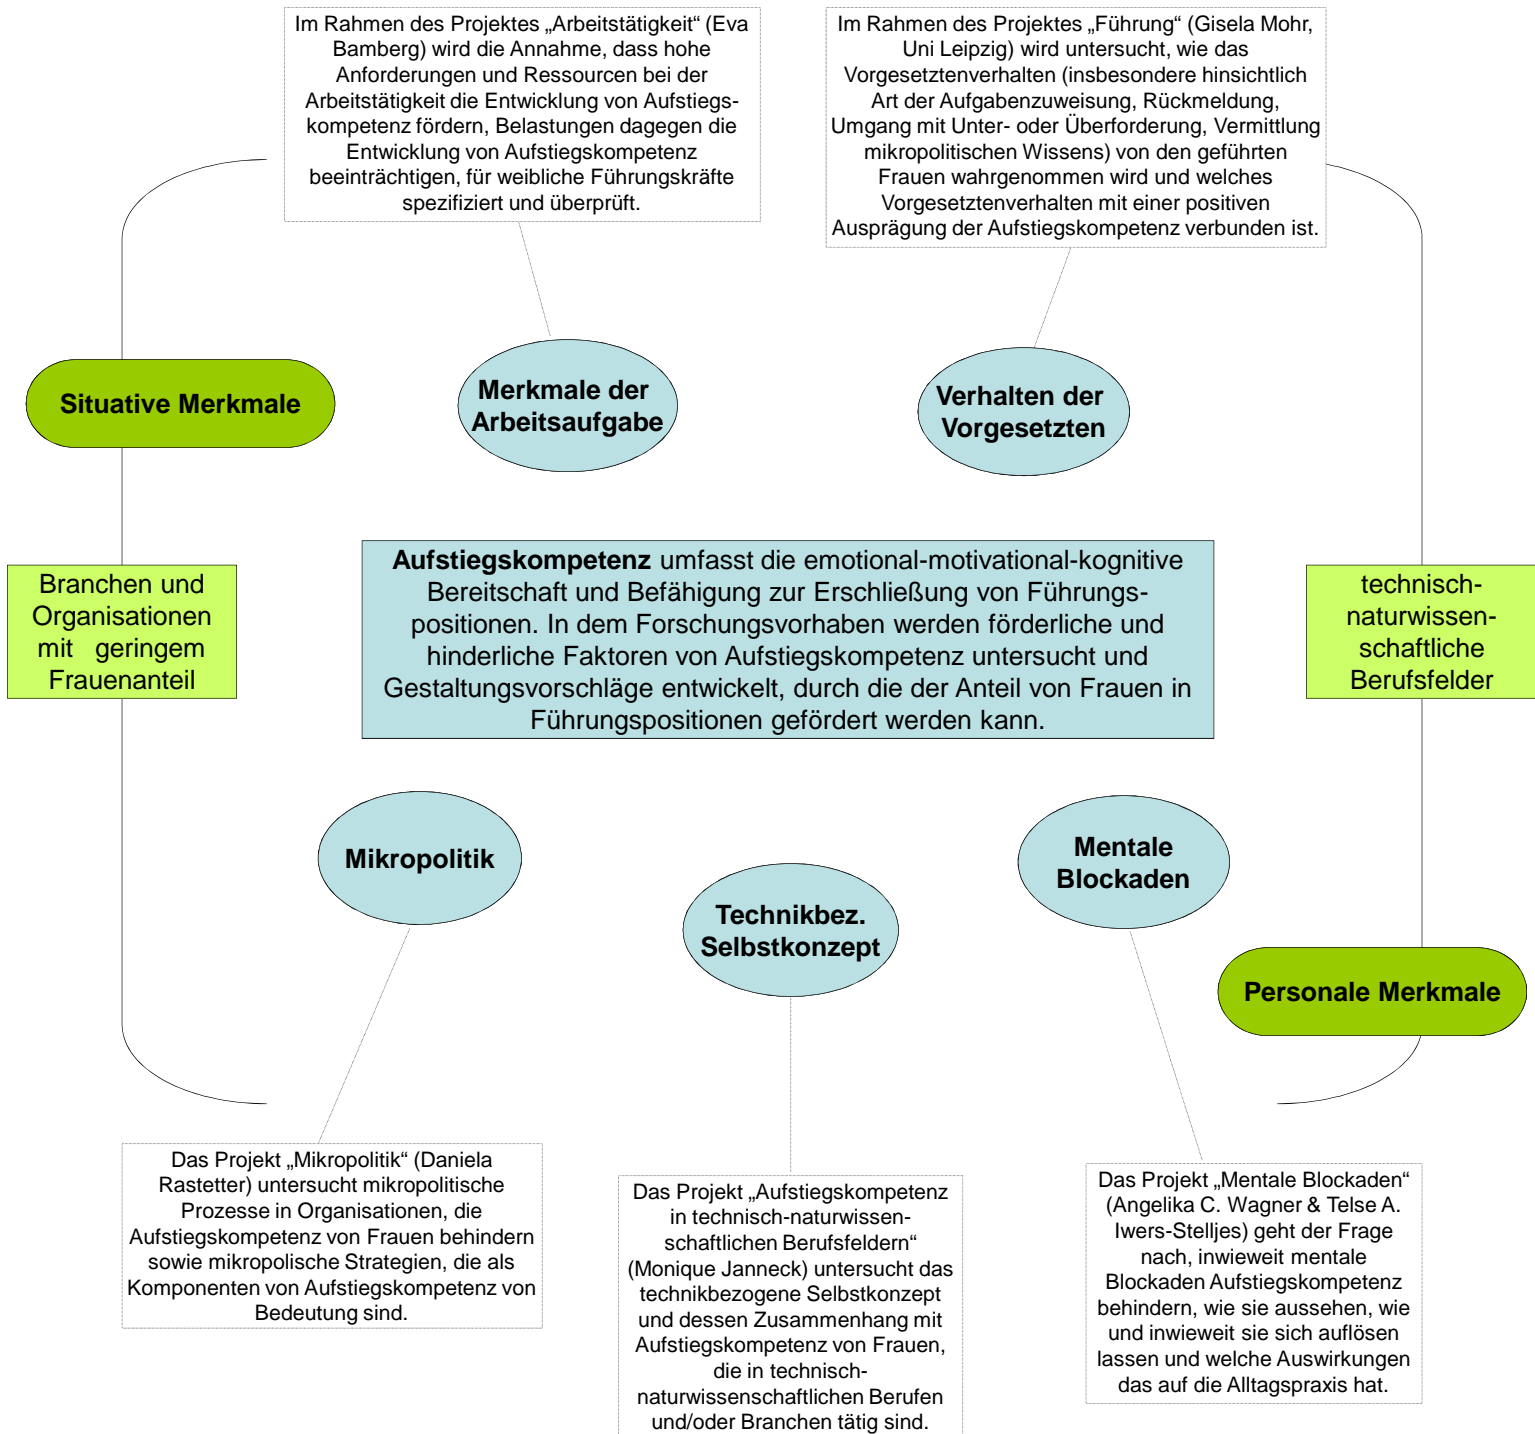 Im Rahmen des Projektes „Arbeitstätigkeit“ (Eva
Bamberg) wird die Annahme, dass hohe
Anforderungen und Ressourcen bei der
Arbeitstätigkeit die Entwicklung von Aufstiegs-
kompetenz fördern, Belastungen dagegen die
Entwicklung von Aufstiegskompetenz
beeinträchtigen, für weibliche Führungskräfte
spezifiziert und überprüft.
Im Rahmen des Projektes „Führung“ (Gisela Mohr,
Uni Leipzig) wird untersucht, wie das
Vorgesetztenverhalten (insbesondere hinsichtlich
Art der Aufgabenzuweisung, Rückmeldung,
Umgang mit Unter- oder Überforderung, Vermittlung
mikropolitischen Wissens) von den geführten
Frauen wahrgenommen wird und welches
Vorgesetztenverhalten mit einer positiven
Ausprägung der Aufstiegskompetenz verbunden ist.
Situative Merkmale
Merkmale der
Arbeitsaufgabe
Verhalten der
Vorgesetzten
Branchen und
Organisationen
mit geringem
Frauenanteil
Aufstiegskompetenz umfasst die emotional-motivational-kognitive
Bereitschaft und Befähigung zur Erschließung von Führungs-
positionen. In dem Forschungsvorhaben werden förderliche und
hinderliche Faktoren von Aufstiegskompetenz untersucht und
Gestaltungsvorschläge entwickelt, durch die der Anteil von Frauen in
Führungspositionen gefördert werden kann.
technisch-
naturwissen-
schaftliche
Berufsfelder
Mikropolitik
Technikbez.
Selbstkonzept
Mentale
Blockaden
Personale Merkmale
Das Projekt „Mikropolitik“ (Daniela
Rastetter) untersucht mikropolitische
Prozesse in Organisationen, die
Aufstiegskompetenz von Frauen behindern
sowie mikropolische Strategien, die als
Komponenten von Aufstiegskompetenz von
Bedeutung sind.
Das Projekt „Aufstiegskompetenz
in technisch-naturwissen-
schaftlichen Berufsfeldern“
(Monique Janneck) untersucht das
technikbezogene Selbstkonzept
und dessen Zusammenhang mit
Aufstiegskompetenz von Frauen,
die in technisch-
naturwissenschaftlichen Berufen
und/oder Branchen tätig sind.
Das Projekt „Mentale Blockaden“
(Angelika C. Wagner & Telse A.
Iwers-Stelljes) geht der Frage
nach, inwieweit mentale
Blockaden Aufstiegskompetenz
behindern, wie sie aussehen, wie
und inwieweit sie sich auflösen
lassen und welche Auswirkungen
das auf die Alltagspraxis hat.